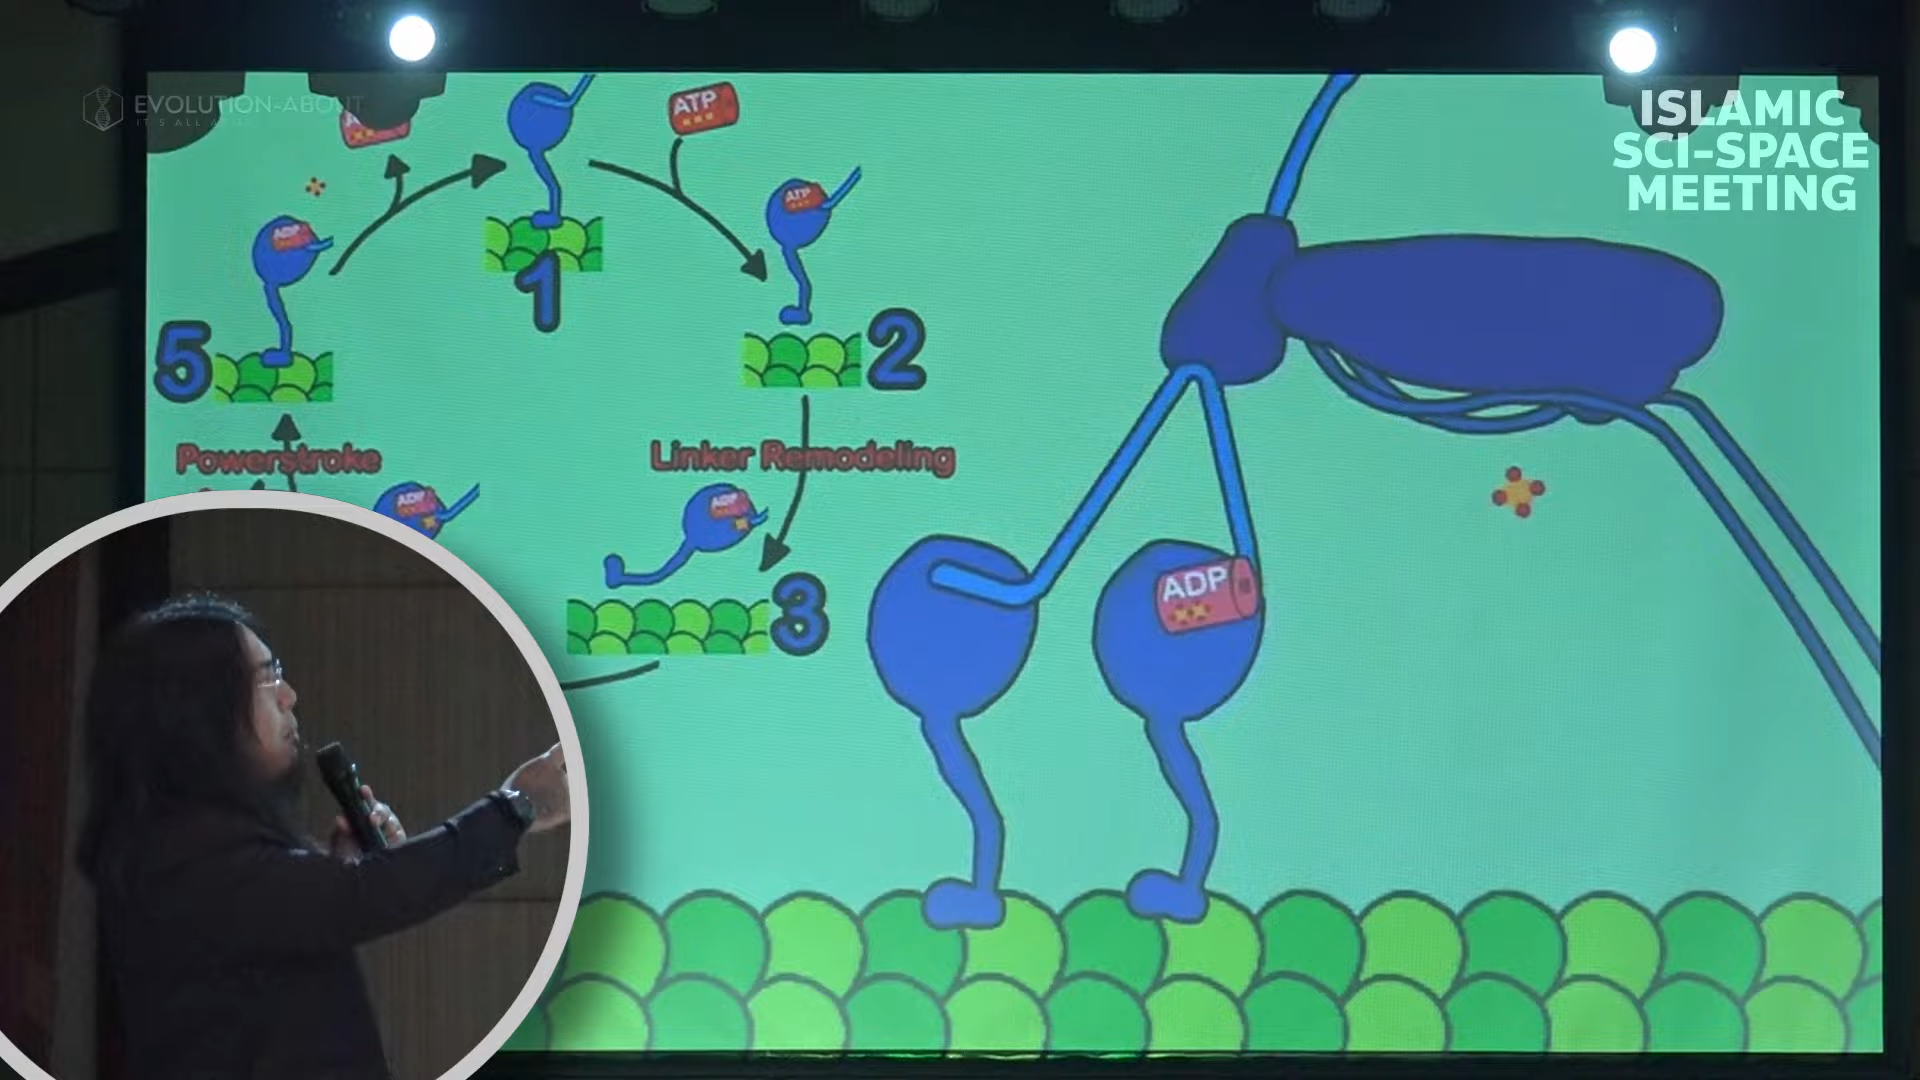 EVOLUTION-ABOUT
ISLAMIC
SCI-SPACE
MEETING
ATP
ATP
ADP
1
5
2
Powerstroke
Linker Remodeling
ADP
ADP
3
ADP